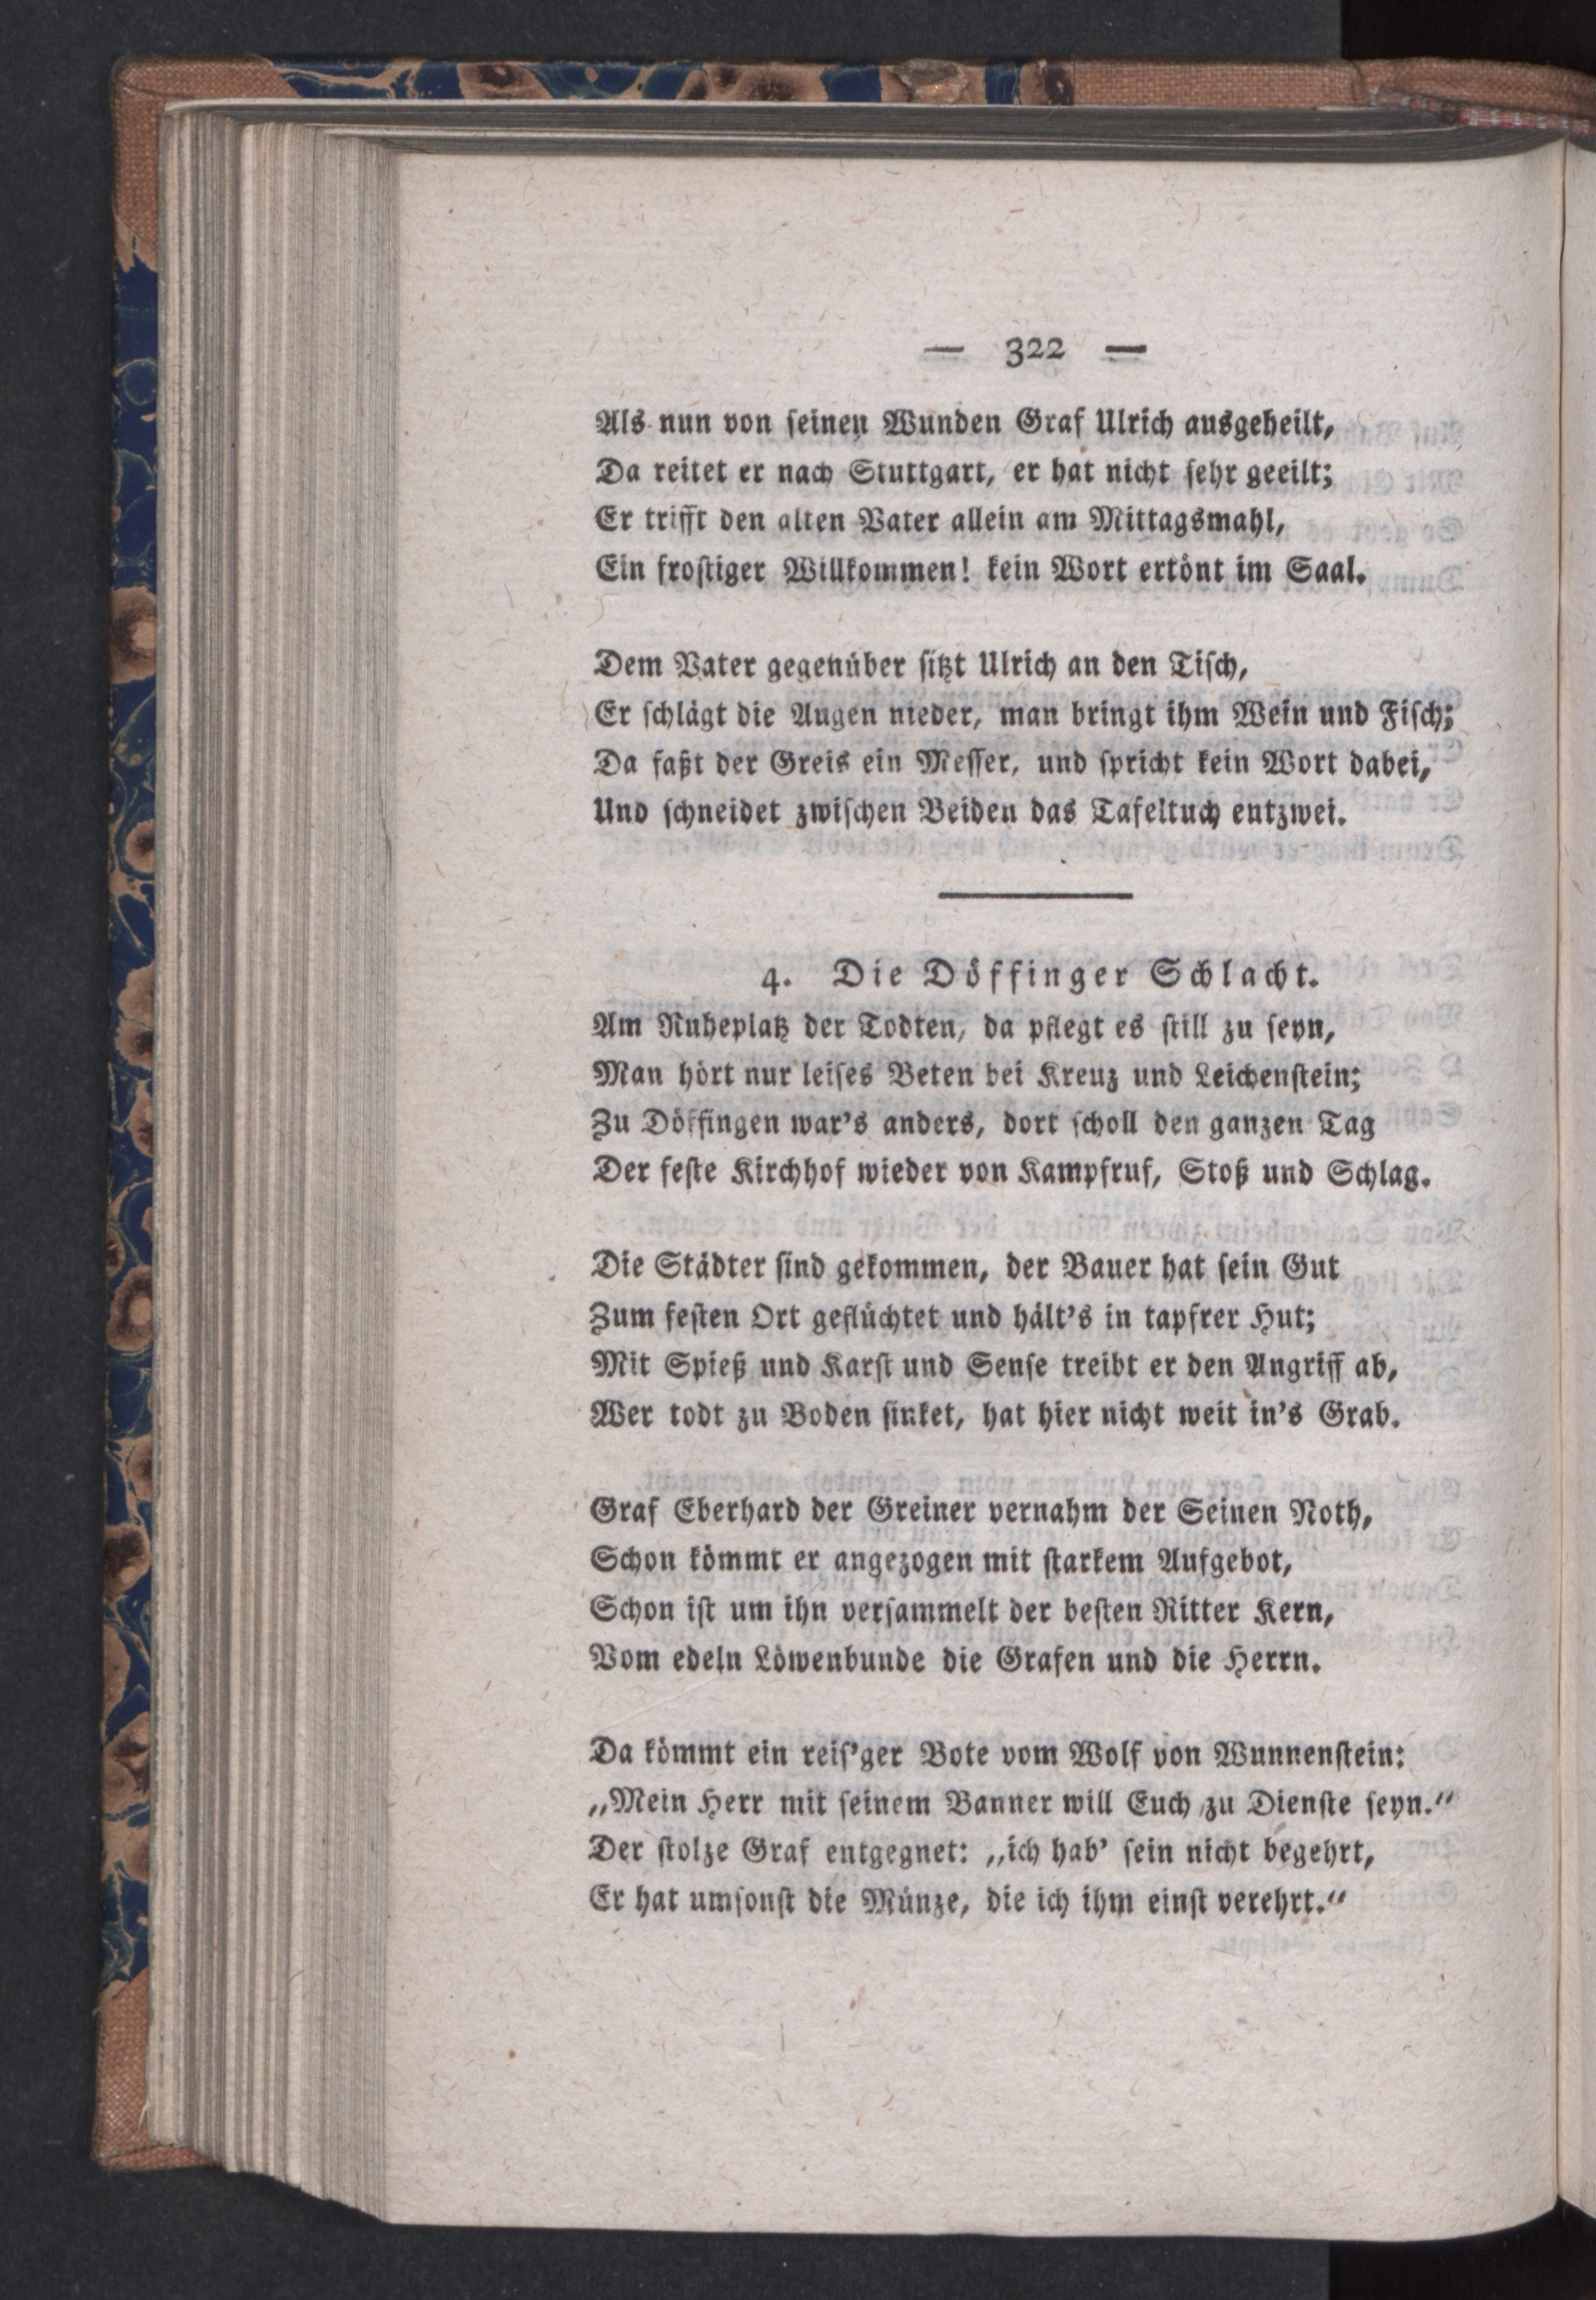 — 322 —
Als nun von ſeinen Wunden Graf Ulrich ausgeheilt,
Da reitet er nach Stuttgart, er hat nicht ſehr geeilt;
Er trifft den alten Vater allein am Mittagsmahl,
Ein froſtiger Willkommen! kein Wort ertönt im Saal.
Dem Vater gegenüber ſitzt Ulrich an den Tiſch,
Er ſchlägt die Augen nieder, man bringt ihm Wein und Fiſch;
Da faßt der Greis ein Meſſer, und ſpricht kein Wort dabei,
Und ſchneidet zwiſchen Beiden das Tafeltuch entzwei.
4. Die Döffinger Schlacht.
Am Ruheplatz der Todten, da pflegt es ſtill zu ſeyn,
Man hört nur leiſes Beten bei Kreuz und Leichenſtein;
Zu Döffingen war's anders, dort ſcholl den ganzen Tag
Der feſte Kirchhof wieder von Kampfruf, Stoß und Schlag.
Die Städter ſind gekommen, der Bauer hat ſein Gut
Zum feſten Ort geflüchtet und hält's in tapfrer Hut;
Mit Spieß und Karſt und Senſe treibt er den Angriff ab,
Wer todt zu Boden ſinket, hat hier nicht weit in's Grab.
Graf Eberhard der Greiner vernahm der Seinen Noth,
Schon kömmt er angezogen mit ſtarkem Aufgebot,
Schon iſt um ihn verſammelt der beſten Ritter Kern,
Vom edeln Löwenbunde die Grafen und die Herrn.
Da kömmt ein reiſ'ger Bote vom Wolf von Wunnenſtein:
„Mein Herr mit ſeinem Banner will Euch zu Dienſte ſeyn.“
Der ſtolze Graf entgegnet: „ich hab' ſein nicht begehrt,
Er hat umſonſt die Münze, die ich ihm einſt verehrt.“